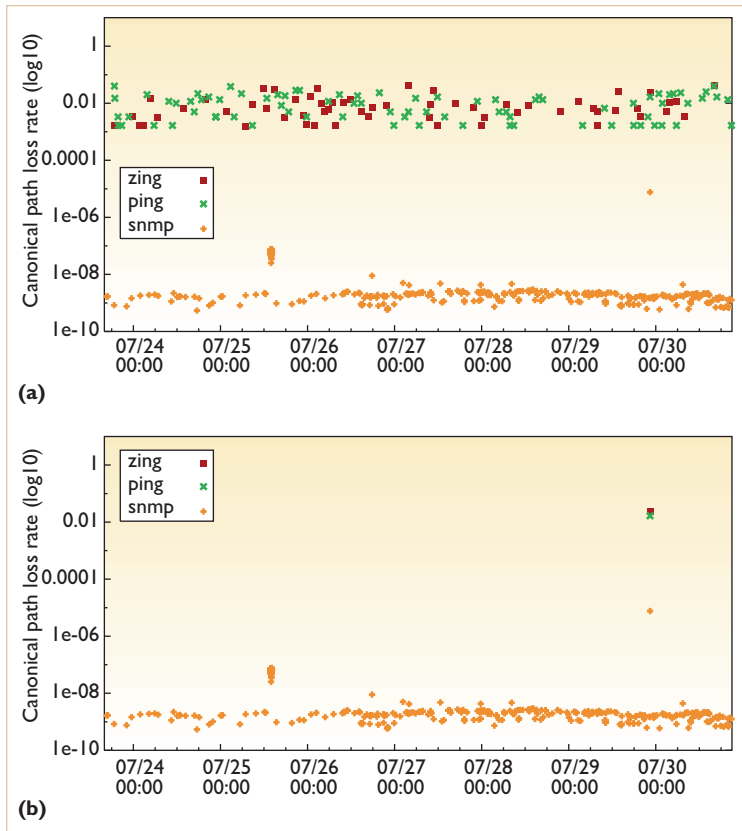 Canonical path loss rate (log10)
1
0.01
0.0001
1e-06
1e-08
1e-10
zing
ping
snmp
07/24 07/25 07/26 07/27 07/28 07/29 07/30
00:00 00:00 00:00 00:00 00:00 00:00 00:00
(a)
Canonical path loss rate (log10)
1
0.01
0.0001
1e-06
1e-08
1e-10
zing
ping
snmp
07/24 07/25 07/26 07/27 07/28 07/29 07/30
00:00 00:00 00:00 00:00 00:00 00:00 00:00
(b)